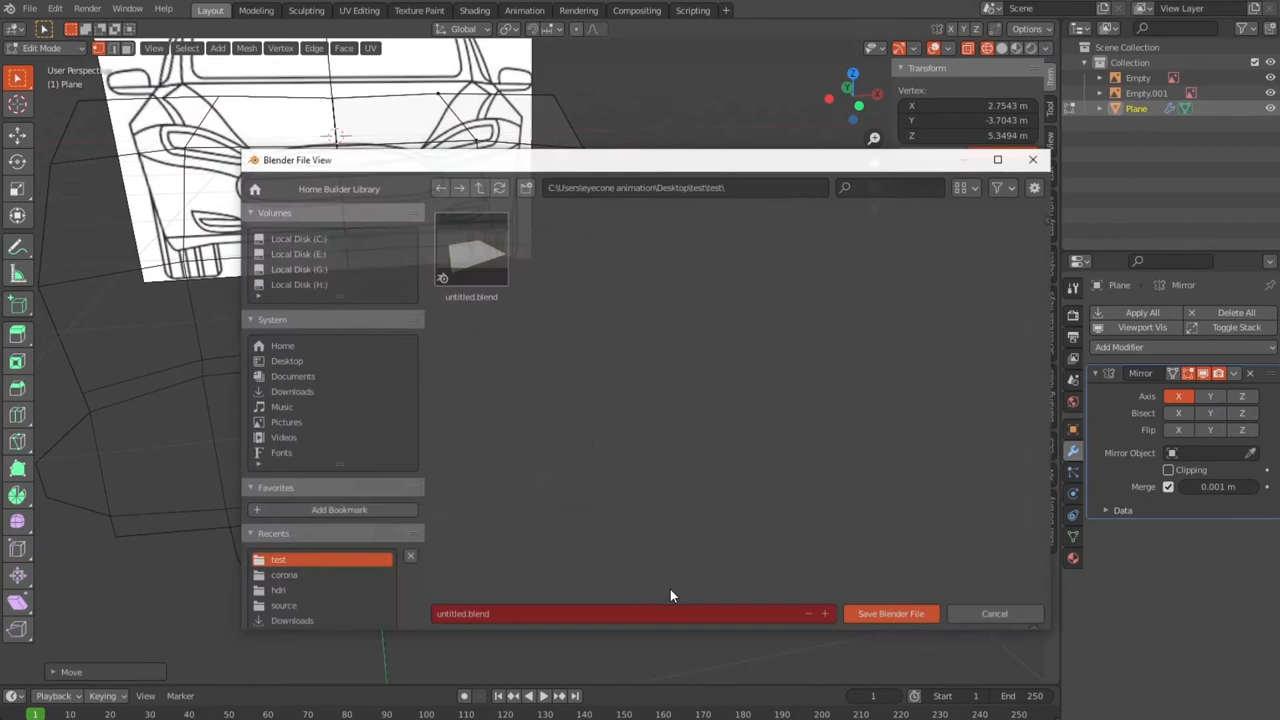 File Edit Render Window Help
Layout Modeling Sculpting UV Editing Texture Paint Shading Animation Rendering Compositing Scripting +
Scene
View Layer
Global
X Y Z
Options
Edit Mode
View Select Add Mesh Vertex Edge Face UV
User Perspec
(1) Plane
Z
Y
X
Transform
Vertex:
X 2.7543 m
Y -3.7043 m
Z 5.3494 m
Item
Tool
View
Scene Collection
Collection
Empty
Empty.001
Plane
Blender File View
Home Builder Library
C:\Users\eyecone animation\Desktop\test\test\
Volumes
Local Disk (C:)
Local Disk (E:)
Local Disk (G:)
Local Disk (H:)
untitled.blend
System
Home
Desktop
Documents
Downloads
Music
Pictures
Videos
Fonts
Favorites
Add Bookmark
Recents
test
corona
hdri
source
Downloads
untitled.blend
Save Blender File
Cancel
Plane
Mirror
Apply All
Delete All
Viewport Vis
Toggle Stack
Add Modifier
Mirror
Axis X Y Z
Bisect X Y Z
Flip X Y Z
Mirror Object
Clipping
Merge 0.001 m
Data
Move
Playback Keying View Marker
1
Start 1
End 250
1 10 20 30 40 50 60 70 80 90 100 110 120 130 140 150 160 170 180 190 200 210 220 230 240 250